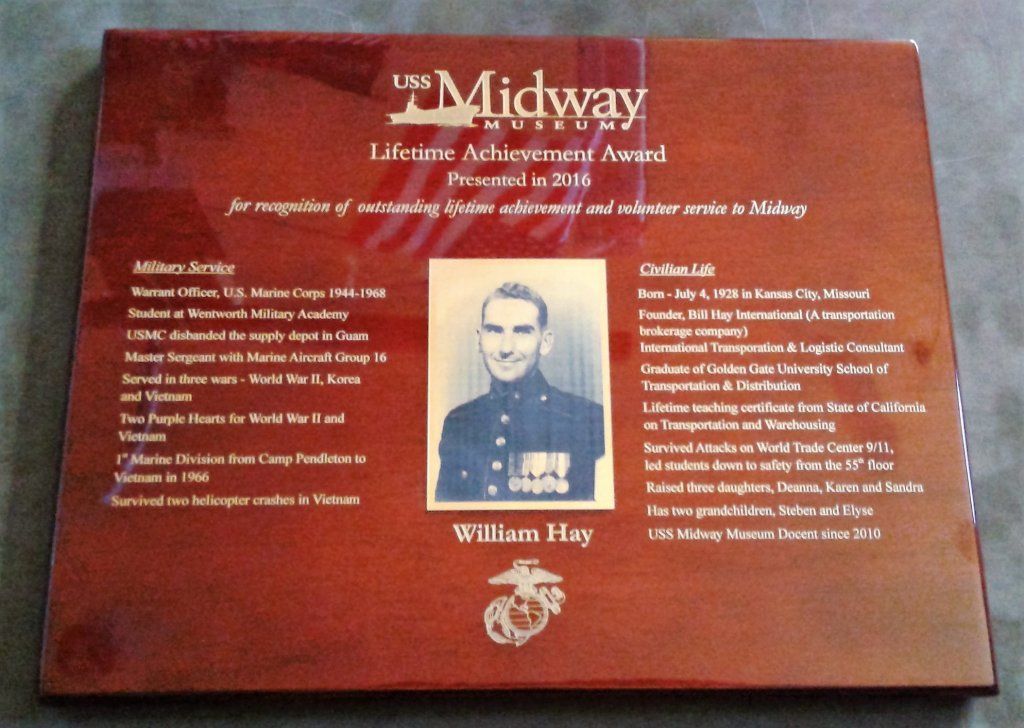 USS Midway
MUSEUM
Lifetime Achievement Award
Presented in 2016
for recognition of outstanding lifetime achievement and volunteer service to Midway
Military Service
Warrant Officer, U.S. Marine Corps 1944-1968
Student at Wentworth Military Academy
USMC disbanded the supply depot in Guam
Master Sergeant with Marine Aircraft Group 16
Served in three wars - World War II, Korea
and Vietnam
Two Purple Hearts for World War II and
Vietnam
1st Marine Division from Camp Pendleton to
Vietnam in 1966
Survived two helicopter crashes in Vietnam
William Hay
Civilian Life
Born - July 4, 1928 in Kansas City, Missouri
Founder, Bill Hay International (A transportation
brokerage company)
International Transporation & Logistic Consultant
Graduate of Golden Gate University School of
Transportation & Distribution
Lifetime teaching certificate from State of California
on Transportation and Warehousing
Survived Attacks on World Trade Center 9/11,
led students down to safety from the 55th floor
Raised three daughters, Deanna, Karen and Sandra
Has two grandchildren, Steben and Elyse
USS Midway Museum Docent since 2010